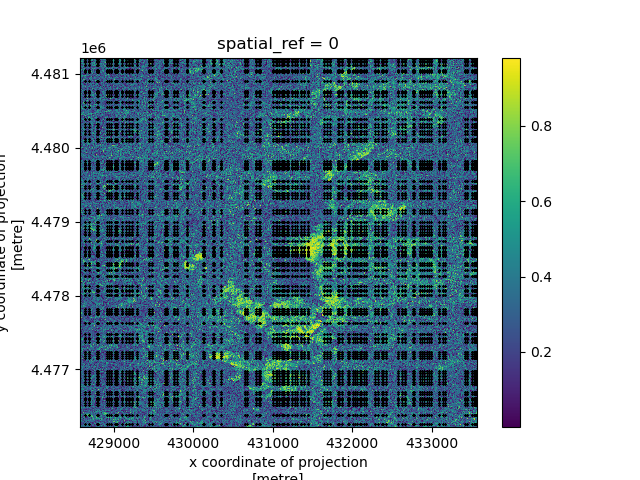 spatial_ref = 0
1e6
4.481
4.480
4.479
4.478
4.477
y coordinate of projection
[metre]
429000 430000 431000 432000 433000
x coordinate of projection
[metre]
0.8
0.6
0.4
0.2